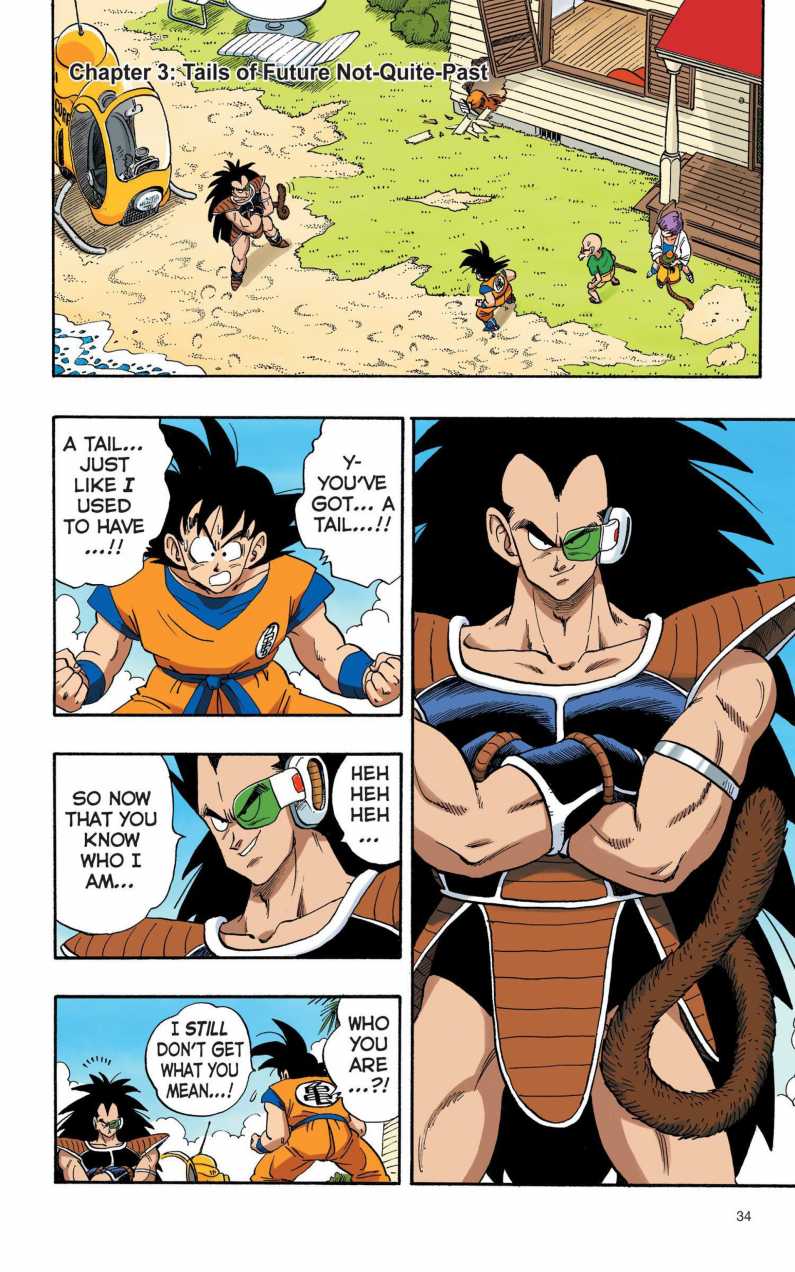 Chapter 3: Tails of Future Not-Quite-Past
Y-
YOU'VE
GOT... A
TAIL...!!
A TAIL...
JUST
LIKE I
USED
TO HAVE
...!!
HEH
HEH
HEH
...
SO NOW
THAT YOU
KNOW
WHO I
AM...
WHO
YOU
ARE
...?!
I STILL
DON'T GET
WHAT YOU
MEAN...!
34